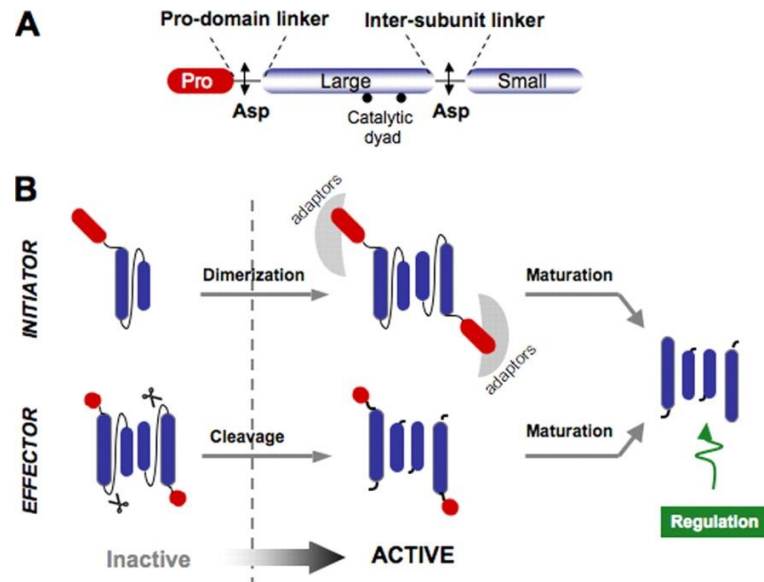 A
Pro-domain linker
Inter-subunit linker
Pro
Large
Small
Asp
Catalytic
dyad
Asp
B
adaptors
INITIATOR
Dimerization
Maturation
adaptors
EFFECTOR
Cleavage
Maturation
Regulation
Inactive
ACTIVE